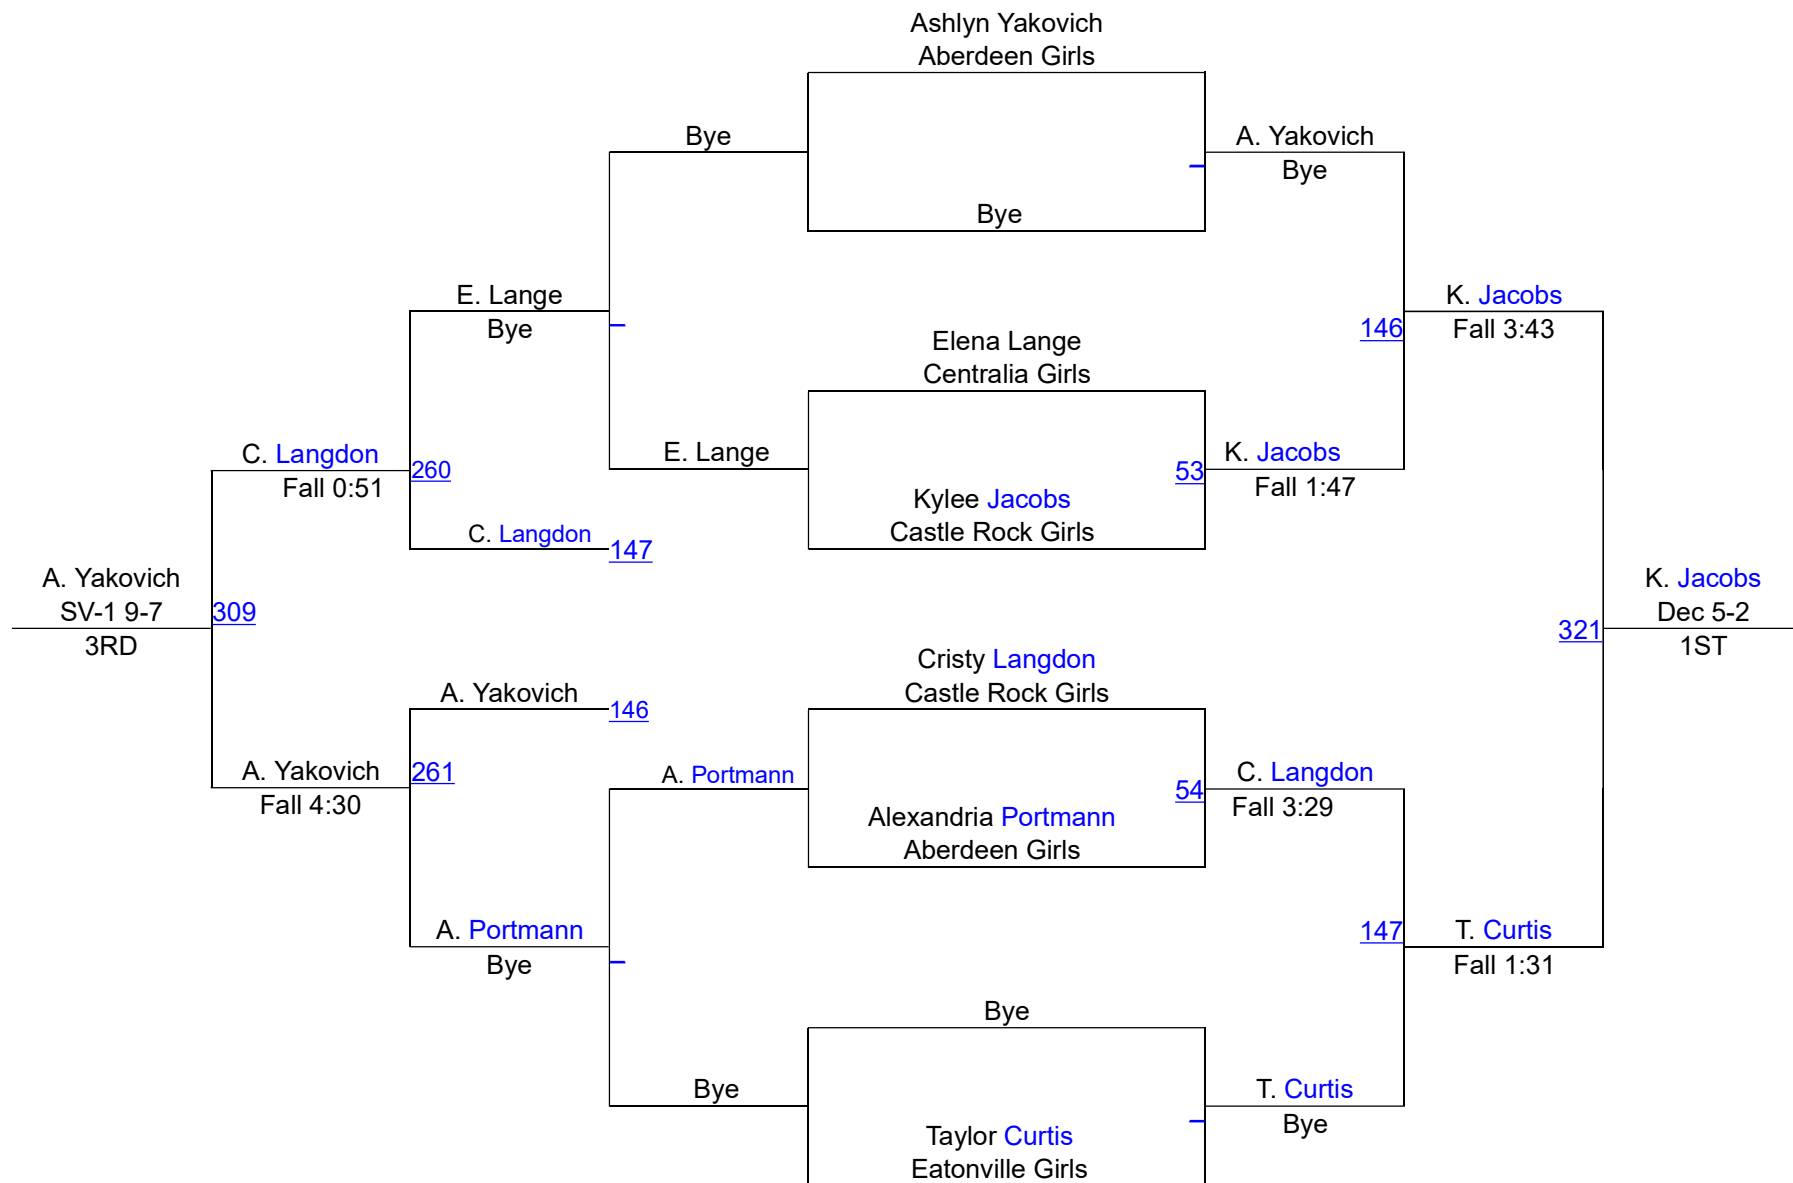 Ashlyn Yakovich
Aberdeen Girls
Bye
A. Yakovich
Bye
Bye
E. Lange
Bye
K. Jacobs
Fall 3:43
146
Elena Lange
Centralia Girls
C. Langdon
Fall 0:51
260
E. Lange
53
K. Jacobs
Fall 1:47
Kylee Jacobs
Castle Rock Girls
C. Langdon
147
A. Yakovich
SV-1 9-7
3RD
309
321
K. Jacobs
Dec 5-2
1ST
Cristy Langdon
Castle Rock Girls
A. Yakovich
146
A. Yakovich
Fall 4:30
261
A. Portmann
54
C. Langdon
Fall 3:29
Alexandria Portmann
Aberdeen Girls
A. Portmann
Bye
147
T. Curtis
Fall 1:31
Bye
Bye
T. Curtis
Bye
Taylor Curtis
Eatonville Girls